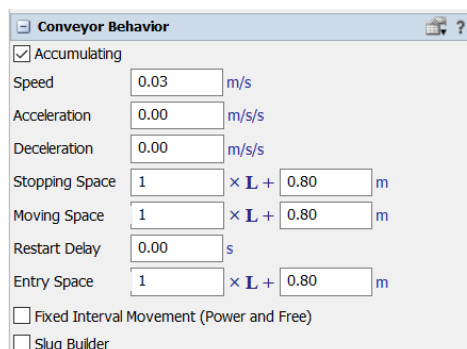 Conveyor Behavior ?
Accumulating
Speed 0.03 m/s
Acceleration 0.00 m/s/s
Deceleration 0.00 m/s/s
Stopping Space 1 × L + 0.80 m
Moving Space 1 × L + 0.80 m
Restart Delay 0.00 s
Entry Space 1 × L + 0.80 m
Fixed Interval Movement (Power and Free)
Slug Builder